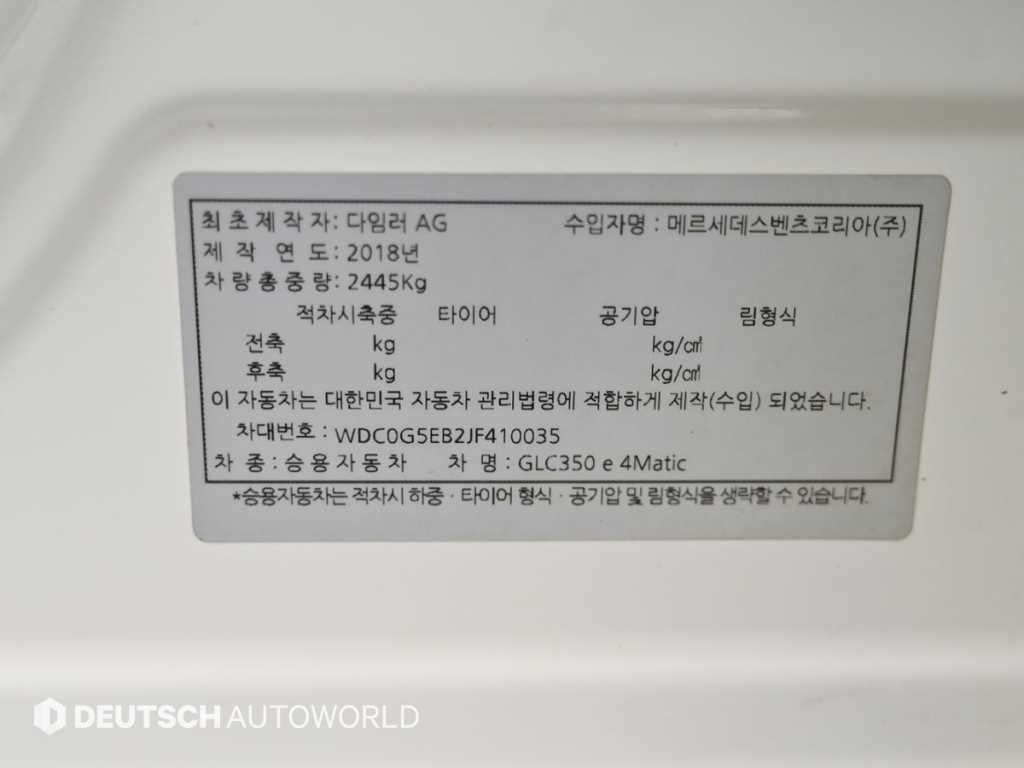 최초제작자: 다임러 AG 수입자명 : 메르세데스벤츠코리아(주)
제작 연도: 2018년
차량총중량: 2445Kg
적차시축중 타이어 공기압 림형식
전축 kg kg/㎠
후축 kg kg/㎠
이 자동차는 대한민국 자동차 관리법령에 적합하게 제작(수입) 되었습니다.
차대번호 : WDC0G5EB2JF410035
차 종 : 승용자동차 차 명 : GLC350 e 4Matic
*승용자동차는 적차시 하중 · 타이어 형식 · 공기압 및 림형식을 생략할 수 있습니다.
DEUTSCH AUTOWORLD